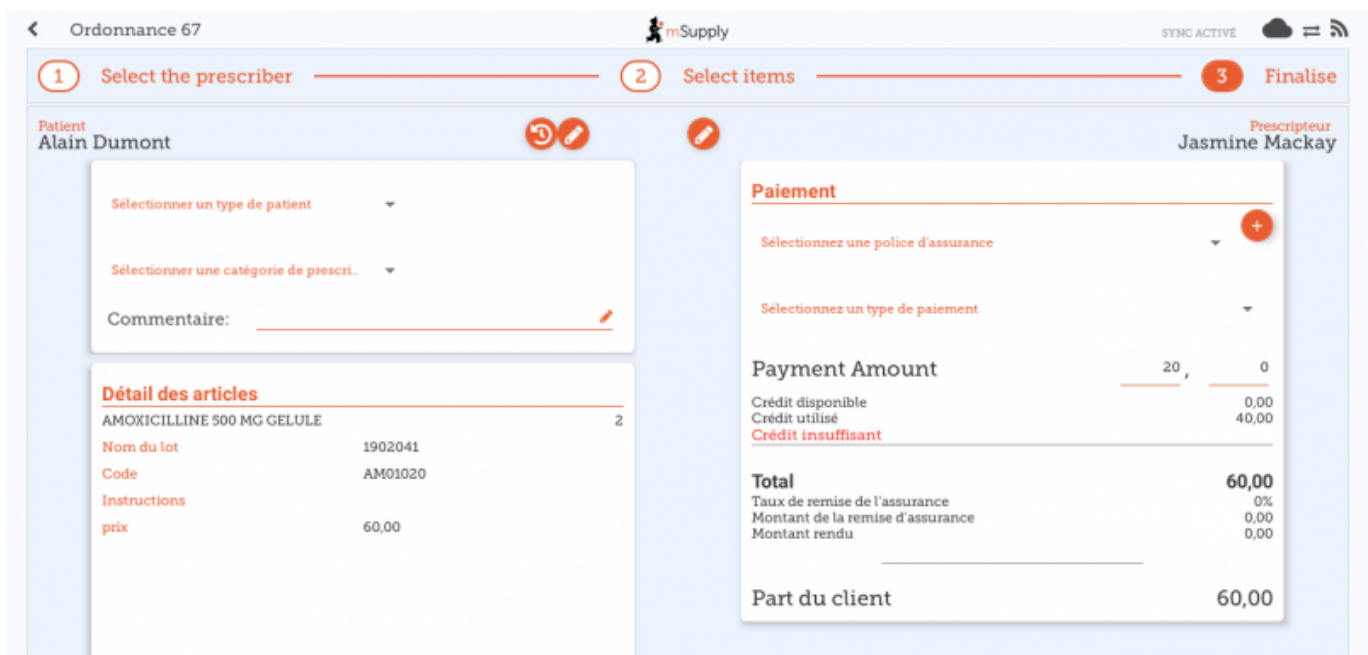 Ordonnance 67
mSupply
SYNC ACTIVÉ
1 Select the prescriber
2 Select items
3 Finalise
Patient
Alain Dumont
Prescripteur
Jasmine Mackay
Sélectionner un type de patient
Sélectionner une catégorie de prescri..
Commentaire:
Détail des articles
AMOXICILLINE 500 MG GELULE 2
Nom du lot 1902041
Code AM01020
Instructions
prix 60,00
Paiement
Sélectionnez une police d'assurance
+
Sélectionnez un type de paiement
Payment Amount 20 , 0
Crédit disponible 0,00
Crédit utilisé 40,00
Crédit insuffisant
Total 60,00
Taux de remise de l'assurance 0%
Montant de la remise d'assurance 0,00
Montant rendu 0,00
Part du client 60,00